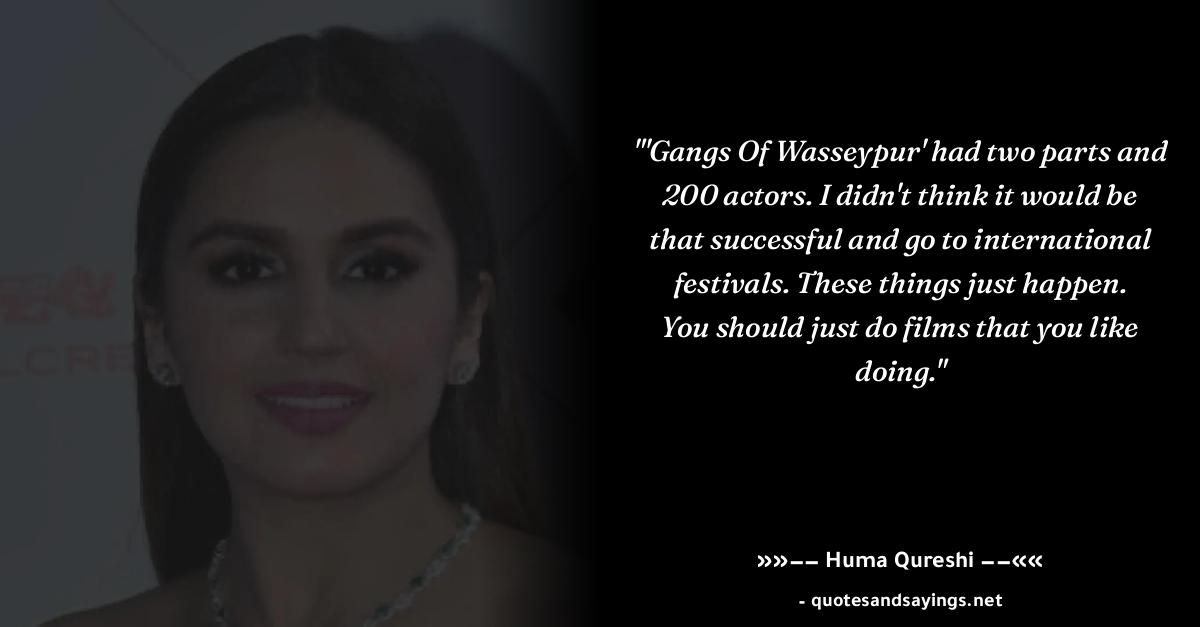 "'Gangs Of Wasseypur' had two parts and
200 actors. I didn't think it would be
that successful and go to international
festivals. These things just happen.
You should just do films that you like
doing."
»»−− Huma Qureshi −−««
- quotesandsayings.net